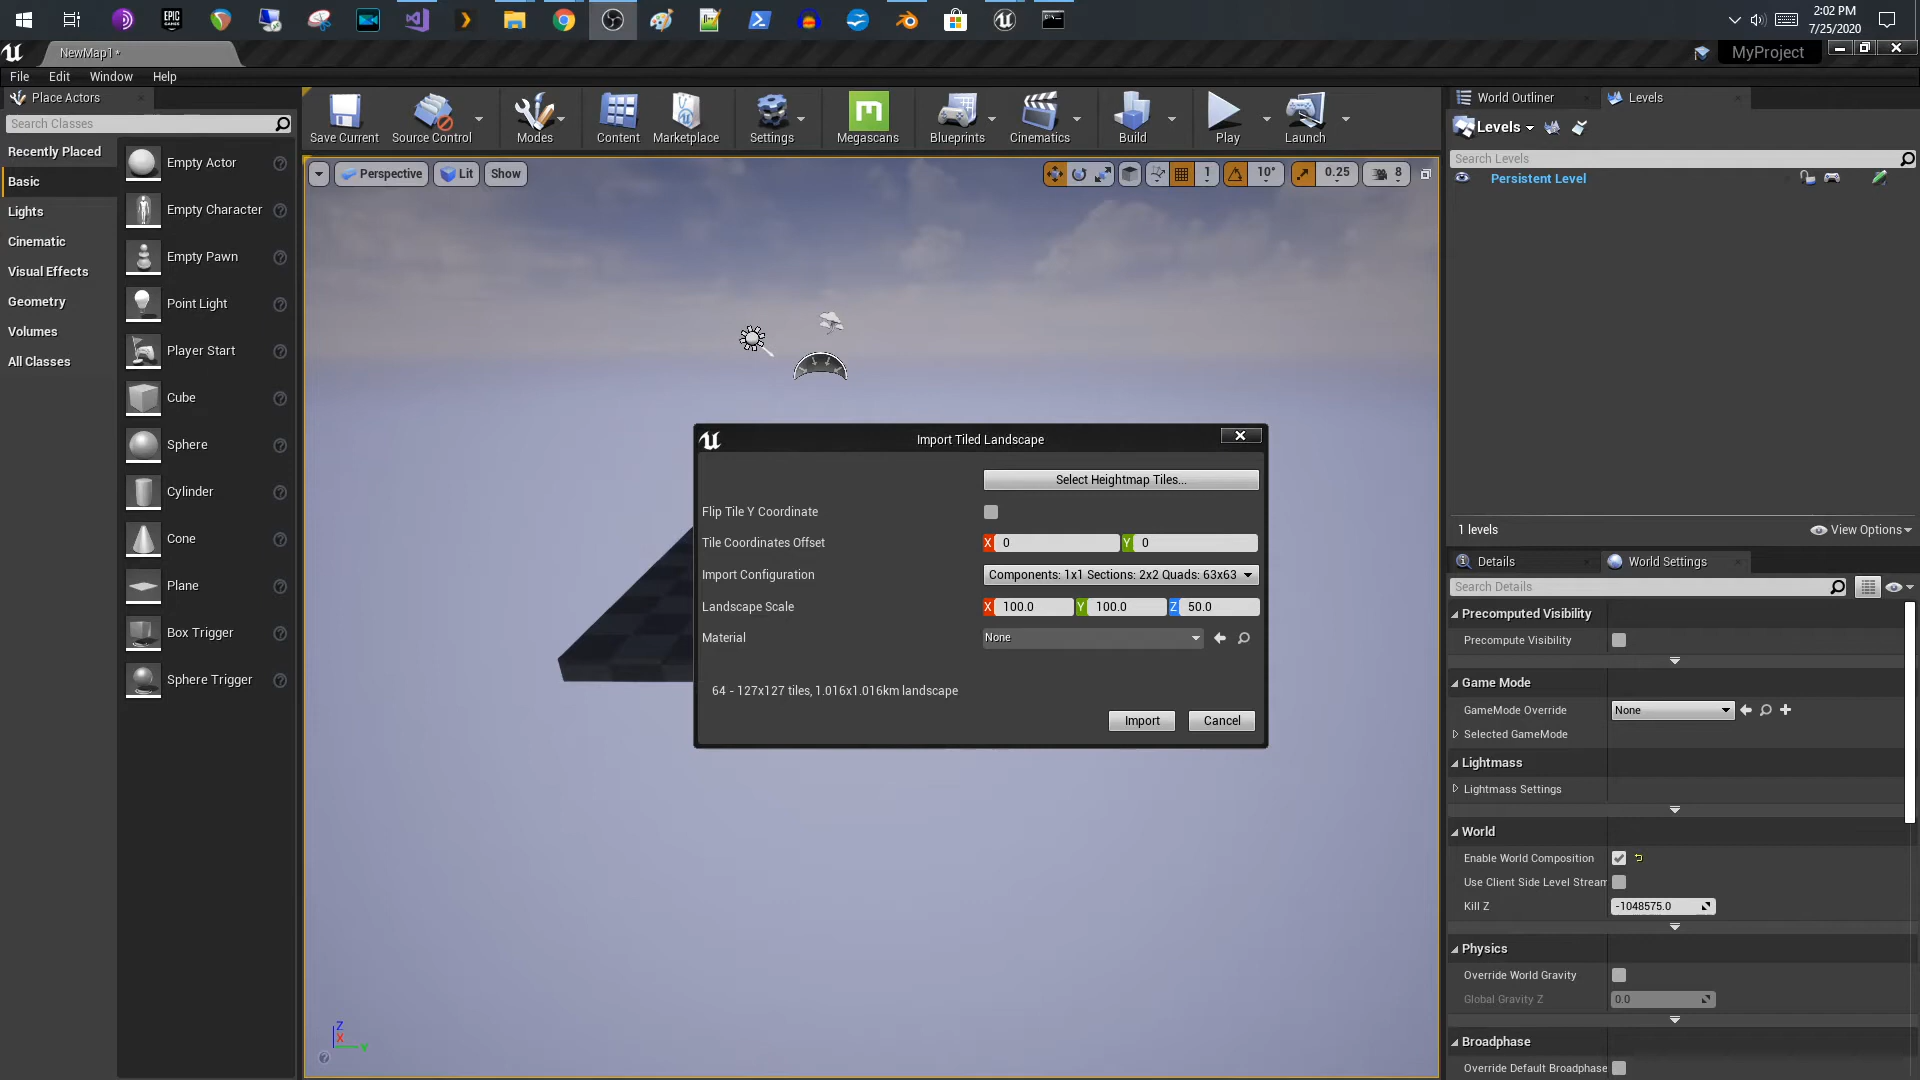 2:02 PM
7/25/2020
NewMap1*
MyProject
File Edit Window Help
Place Actors
Search Classes
Recently Placed
Basic
Lights
Cinematic
Visual Effects
Geometry
Volumes
All Classes
Empty Actor
Empty Character
Empty Pawn
Point Light
Player Start
Cube
Sphere
Cylinder
Cone
Plane
Box Trigger
Sphere Trigger
Save Current Source Control Modes Content Marketplace Settings Megascans Blueprints Cinematics Build Play Launch
Perspective Lit Show
1 10° 0.25 8
Import Tiled Landscape
Select Heightmap Tiles...
Flip Tile Y Coordinate
Tile Coordinates Offset X 0 Y 0
Import Configuration Components: 1x1 Sections: 2x2 Quads: 63x63
Landscape Scale X 100.0 Y 100.0 Z 50.0
Material None
64 - 127x127 tiles, 1.016x1.016km landscape
Import Cancel
Z
X
Y
World Outliner Levels
Levels
Search Levels
Persistent Level
1 levels View Options
Details World Settings
Search Details
Precomputed Visibility
Precompute Visibility
Game Mode
GameMode Override None
Selected GameMode
Lightmass
Lightmass Settings
World
Enable World Composition
Use Client Side Level Stream
Kill Z -1048575.0
Physics
Override World Gravity
Global Gravity Z 0.0
Broadphase
Override Default Broadphase